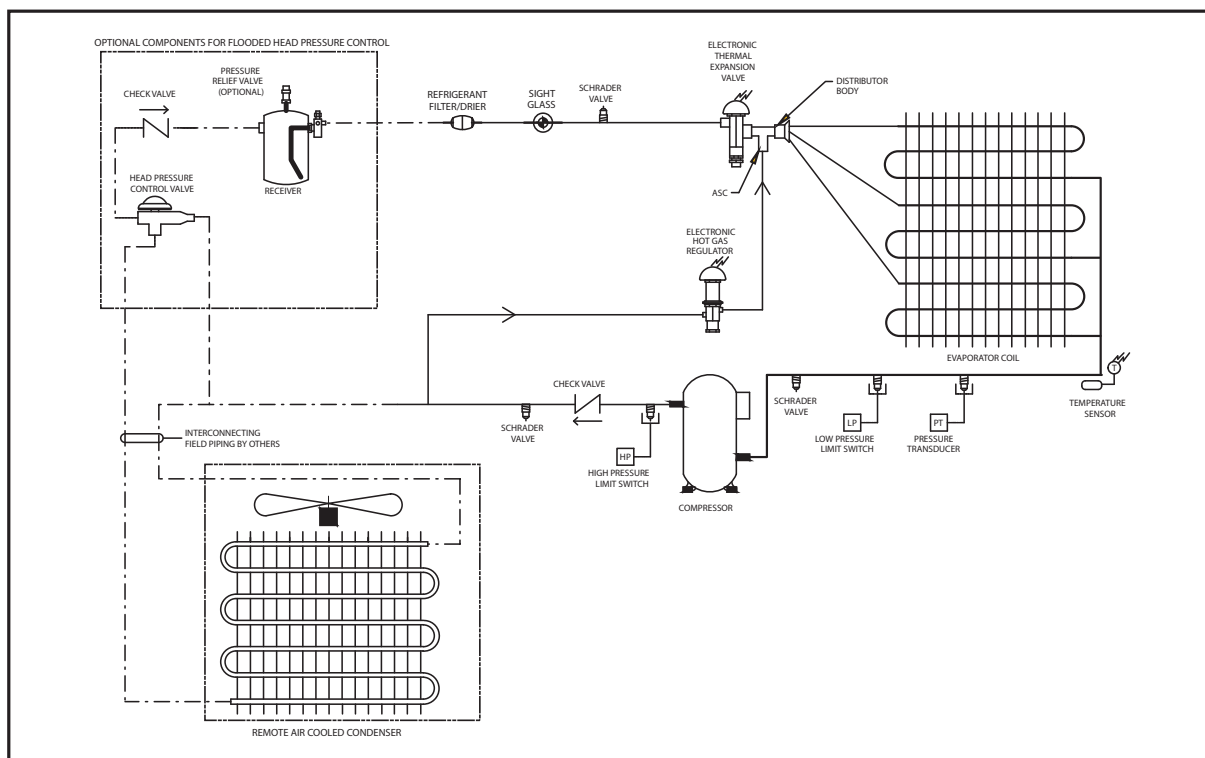 OPTIONAL COMPONENTS FOR FLOODED HEAD PRESSURE CONTROL
PRESSURE
RELIEF VALVE
(OPTIONAL)
CHECK VALVE
RECEIVER
HEAD PRESSURE
CONTROL VALVE
REFRIGERANT
FILTER/DRIER
SIGHT
GLASS
SCHRADER
VALVE
ELECTRONIC
THERMAL
EXPANSION
VALVE
DISTRIBUTOR
BODY
ASC
ELECTRONIC
HOT GAS
REGULATOR
EVAPORATOR COIL
T
TEMPERATURE
SENSOR
CHECK VALVE
SCHRADER
VALVE
HP
HIGH PRESSURE
LIMIT SWITCH
COMPRESSOR
SCHRADER
VALVE
LP
LOW PRESSURE
LIMIT SWITCH
PT
PRESSURE
TRANSDUCER
INTERCONNECTING
FIELD PIPING BY OTHERS
REMOTE AIR COOLED CONDENSER